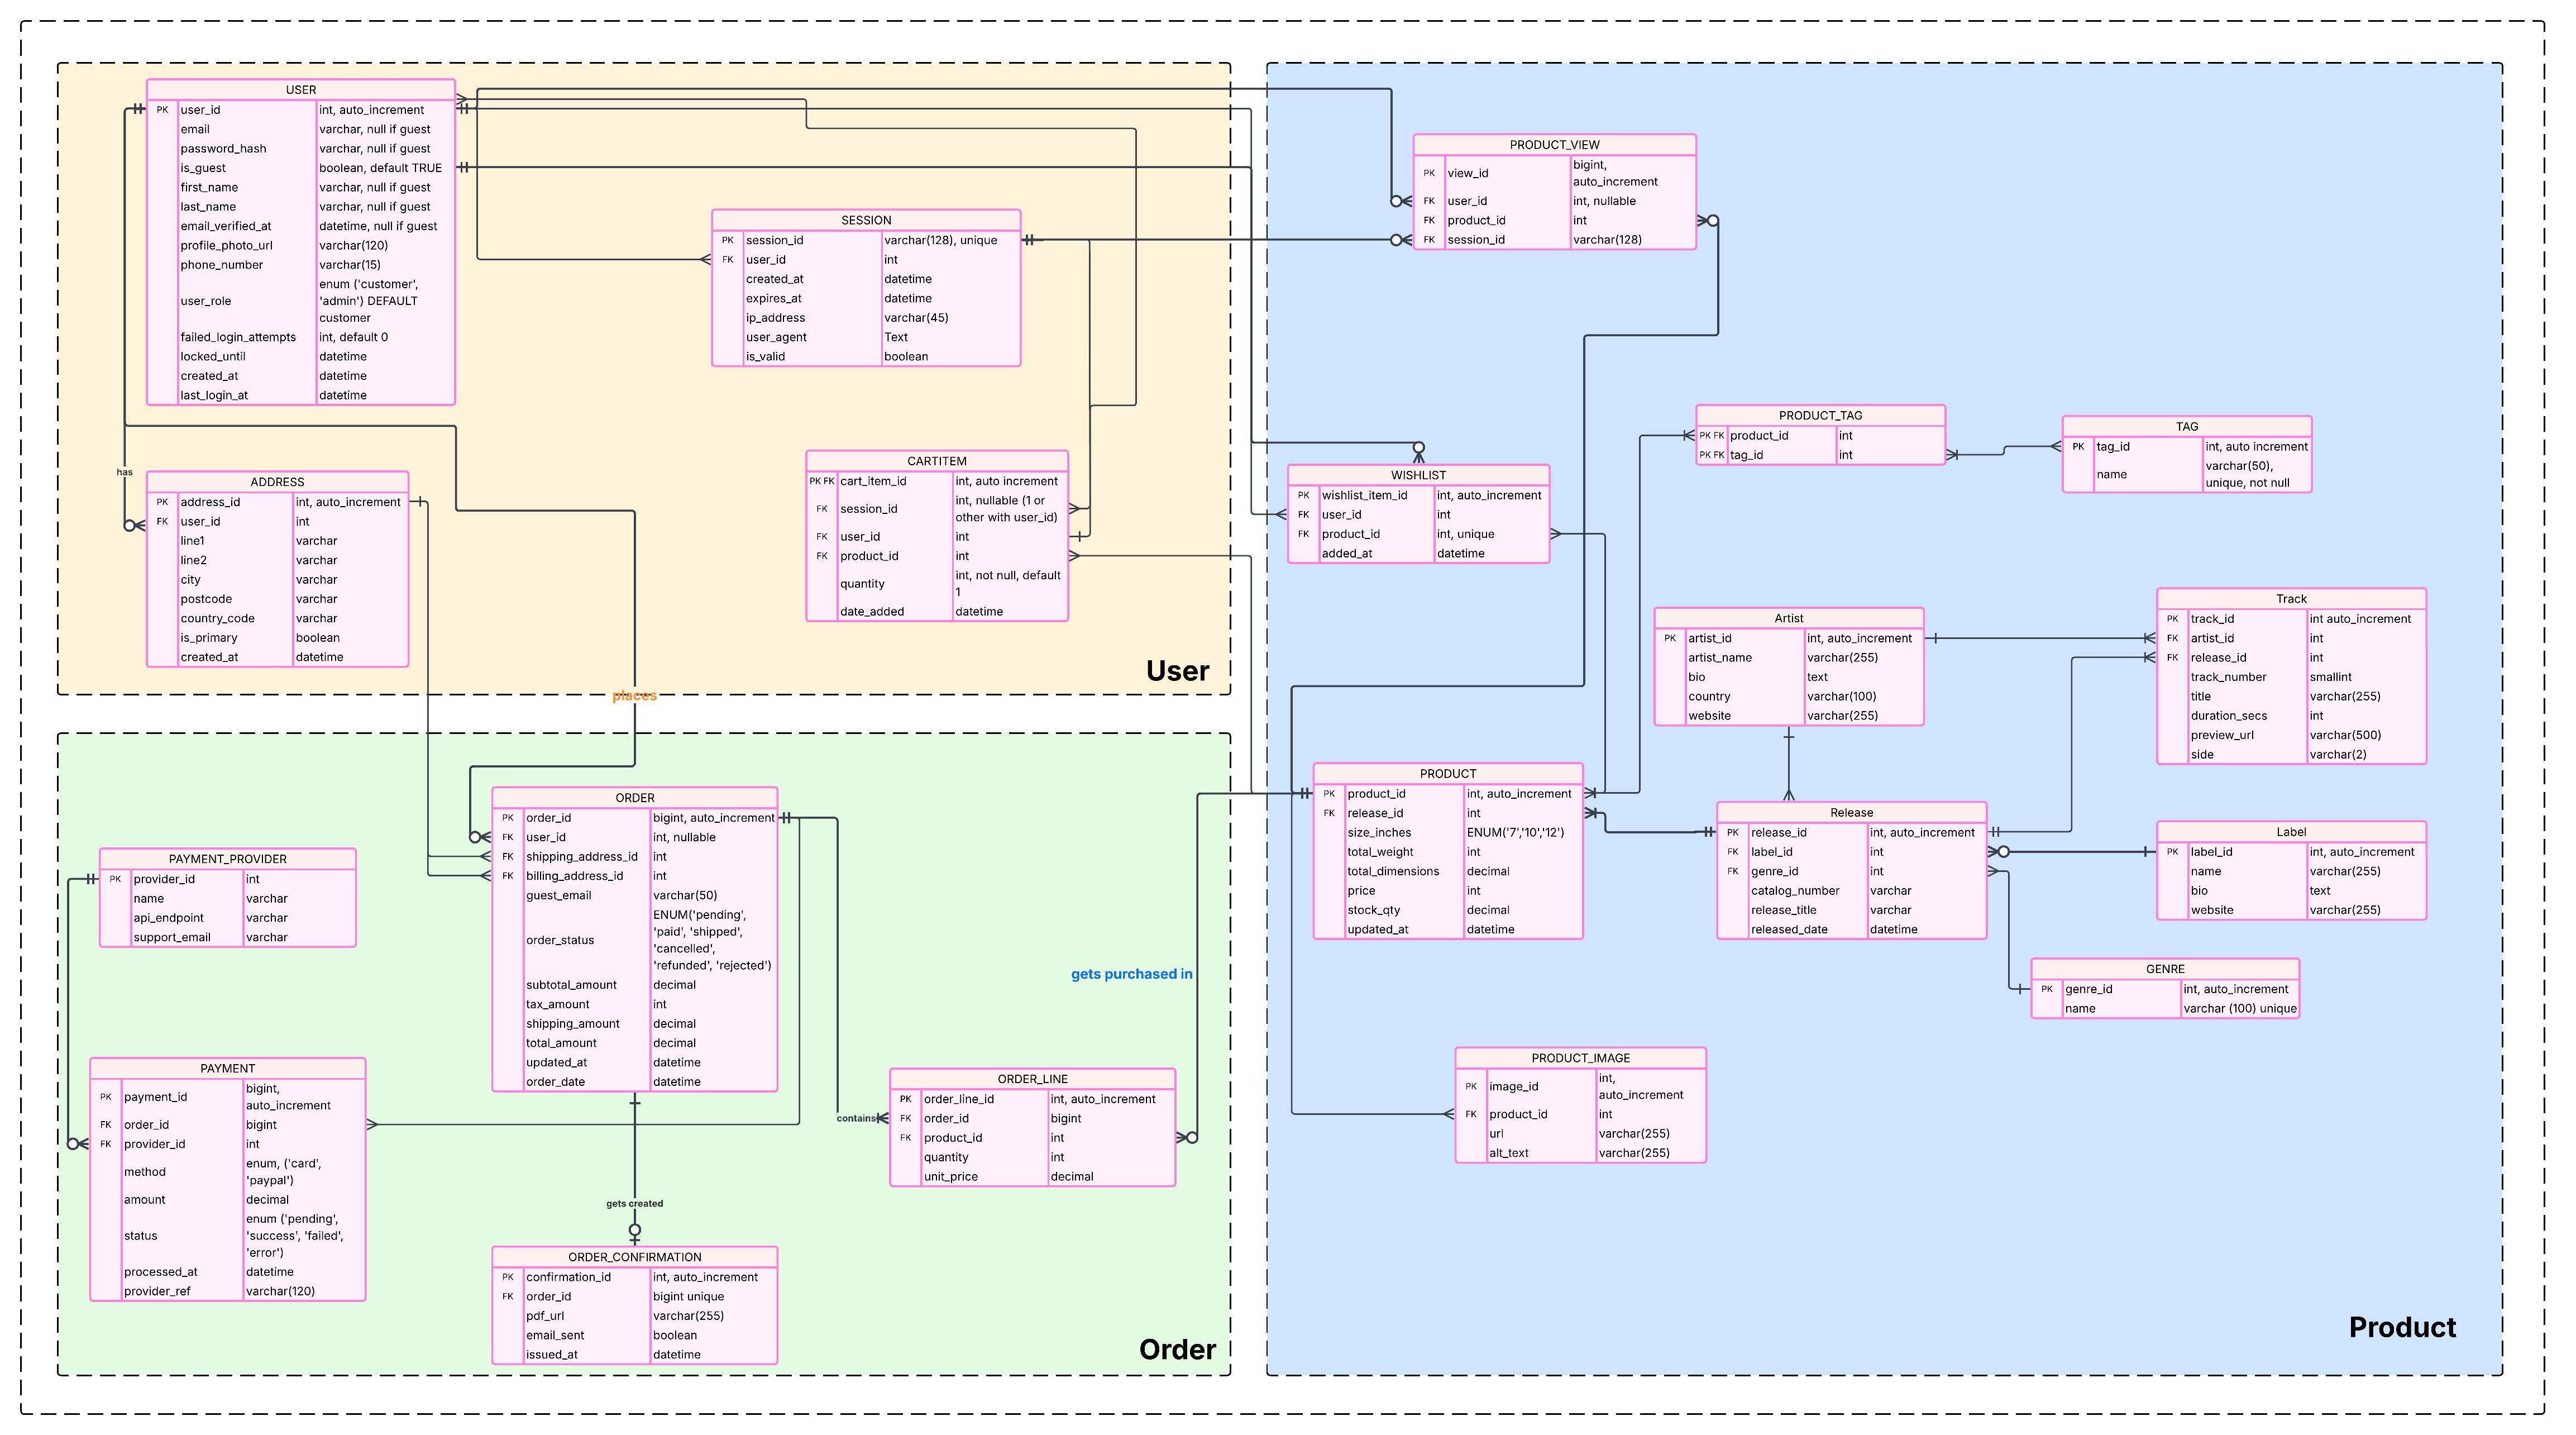 USER
PK user_id int, auto_increment
email varchar, null if guest
password_hash varchar, null if guest
is_guest boolean, default TRUE
first_name varchar, null if guest
last_name varchar, null if guest
email_verified_at datetime, null if guest
profile_photo_url varchar(120)
phone_number varchar(15)
user_role enum ('customer',
'admin') DEFAULT
customer
failed_login_attempts int, default 0
locked_until datetime
created_at datetime
last_login_at datetime
SESSION
PK session_id varchar(128), unique
FK user_id int
created_at datetime
expires_at datetime
ip_address varchar(45)
user_agent Text
is_valid boolean
has
ADDRESS
PK address_id int, auto_increment
FK user_id int
line1 varchar
line2 varchar
city varchar
postcode varchar
country_code varchar
is_primary boolean
created_at datetime
CARTITEM
PK FK cart_item_id int, auto increment
FK session_id int, nullable (1 or
other with user_id)
FK user_id int
FK product_id int
quantity int, not null, default
1
date_added datetime
User
places
ORDER
PK order_id bigint, auto_increment
FK user_id int, nullable
FK shipping_address_id int
FK billing_address_id int
guest_email varchar(50)
order_status ENUM('pending',
'paid', 'shipped',
'cancelled',
'refunded', 'rejected')
subtotal_amount decimal
tax_amount int
shipping_amount decimal
total_amount decimal
updated_at datetime
order_date datetime
PAYMENT_PROVIDER
PK provider_id int
name varchar
api_endpoint varchar
support_email varchar
PAYMENT
PK payment_id bigint,
auto_increment
FK order_id bigint
FK provider_id int
method enum, ('card',
'paypal')
amount decimal
status enum ('pending',
'success', 'failed',
'error')
processed_at datetime
provider_ref varchar(120)
gets purchased in
contains
ORDER_LINE
PK order_line_id int, auto_increment
FK order_id bigint
FK product_id int
quantity int
unit_price decimal
gets created
ORDER_CONFIRMATION
PK confirmation_id int, auto_increment
FK order_id bigint unique
pdf_url varchar(255)
email_sent boolean
issued_at datetime
Order
PRODUCT_VIEW
PK view_id bigint,
auto_increment
FK user_id int, nullable
FK product_id int
FK session_id varchar(128)
PRODUCT_TAG
PK FK product_id int
PK FK tag_id int
TAG
PK tag_id int, auto increment
name varchar(50),
unique, not null
WISHLIST
PK wishlist_item_id int, auto_increment
FK user_id int
FK product_id int, unique
added_at datetime
Artist
PK artist_id int, auto_increment
artist_name varchar(255)
bio text
country varchar(100)
website varchar(255)
Track
PK track_id int auto_increment
FK artist_id int
FK release_id int
track_number smallint
title varchar(255)
duration_secs int
preview_url varchar(500)
side varchar(2)
PRODUCT
PK product_id int, auto_increment
FK release_id int
size_inches ENUM('7','10','12')
total_weight int
total_dimensions decimal
price int
stock_qty decimal
updated_at datetime
Release
PK release_id int, auto_increment
FK label_id int
FK genre_id int
catalog_number varchar
release_title varchar
released_date datetime
Label
PK label_id int, auto_increment
name varchar(255)
bio text
website varchar(255)
GENRE
PK genre_id int, auto_increment
name varchar (100) unique
PRODUCT_IMAGE
PK image_id int,
auto_increment
FK product_id int
url varchar(255)
alt_text varchar(255)
Product